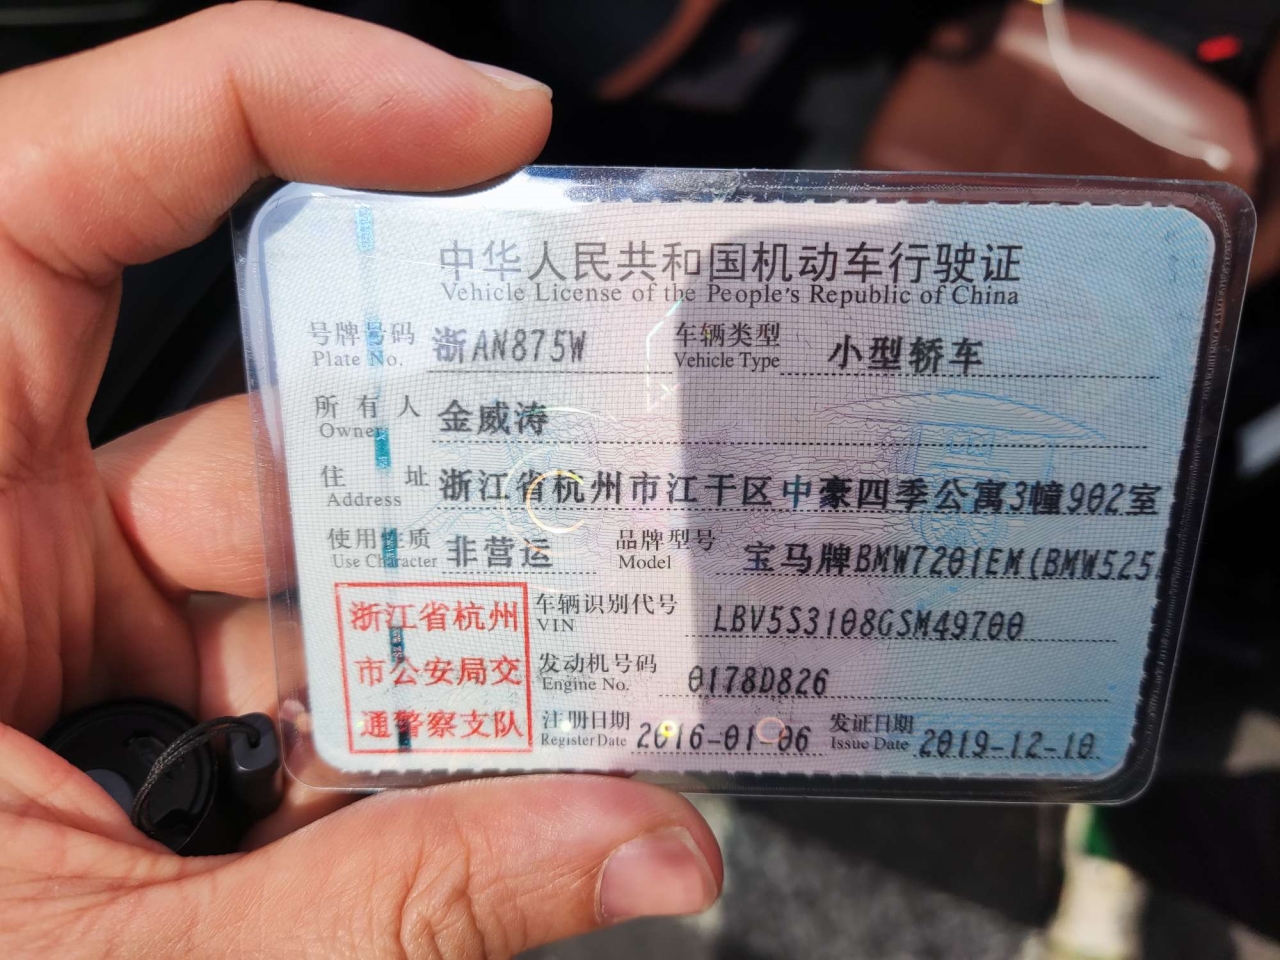 中华人民共和国机动车行驶证
Vehicle License of the People's Republic of China
号牌号码 浙AN875W 车辆类型 小型轿车
Plate No. Vehicle Type
所有人 金威涛
Owner
住址 浙江省杭州市江干区中豪四季公寓3幢902室
Address
使用性质 非营运 品牌型号 宝马牌BMW7201EM(BMW525
Use Character Model
浙江省杭州
市公安局交
通警察支队
车辆识别代号 LBV5S3108GSM49700
VIN
发动机号码 0178D826
Engine No.
注册日期 2016-01-06 发证日期 2019-12-10
Register Date Issue Date